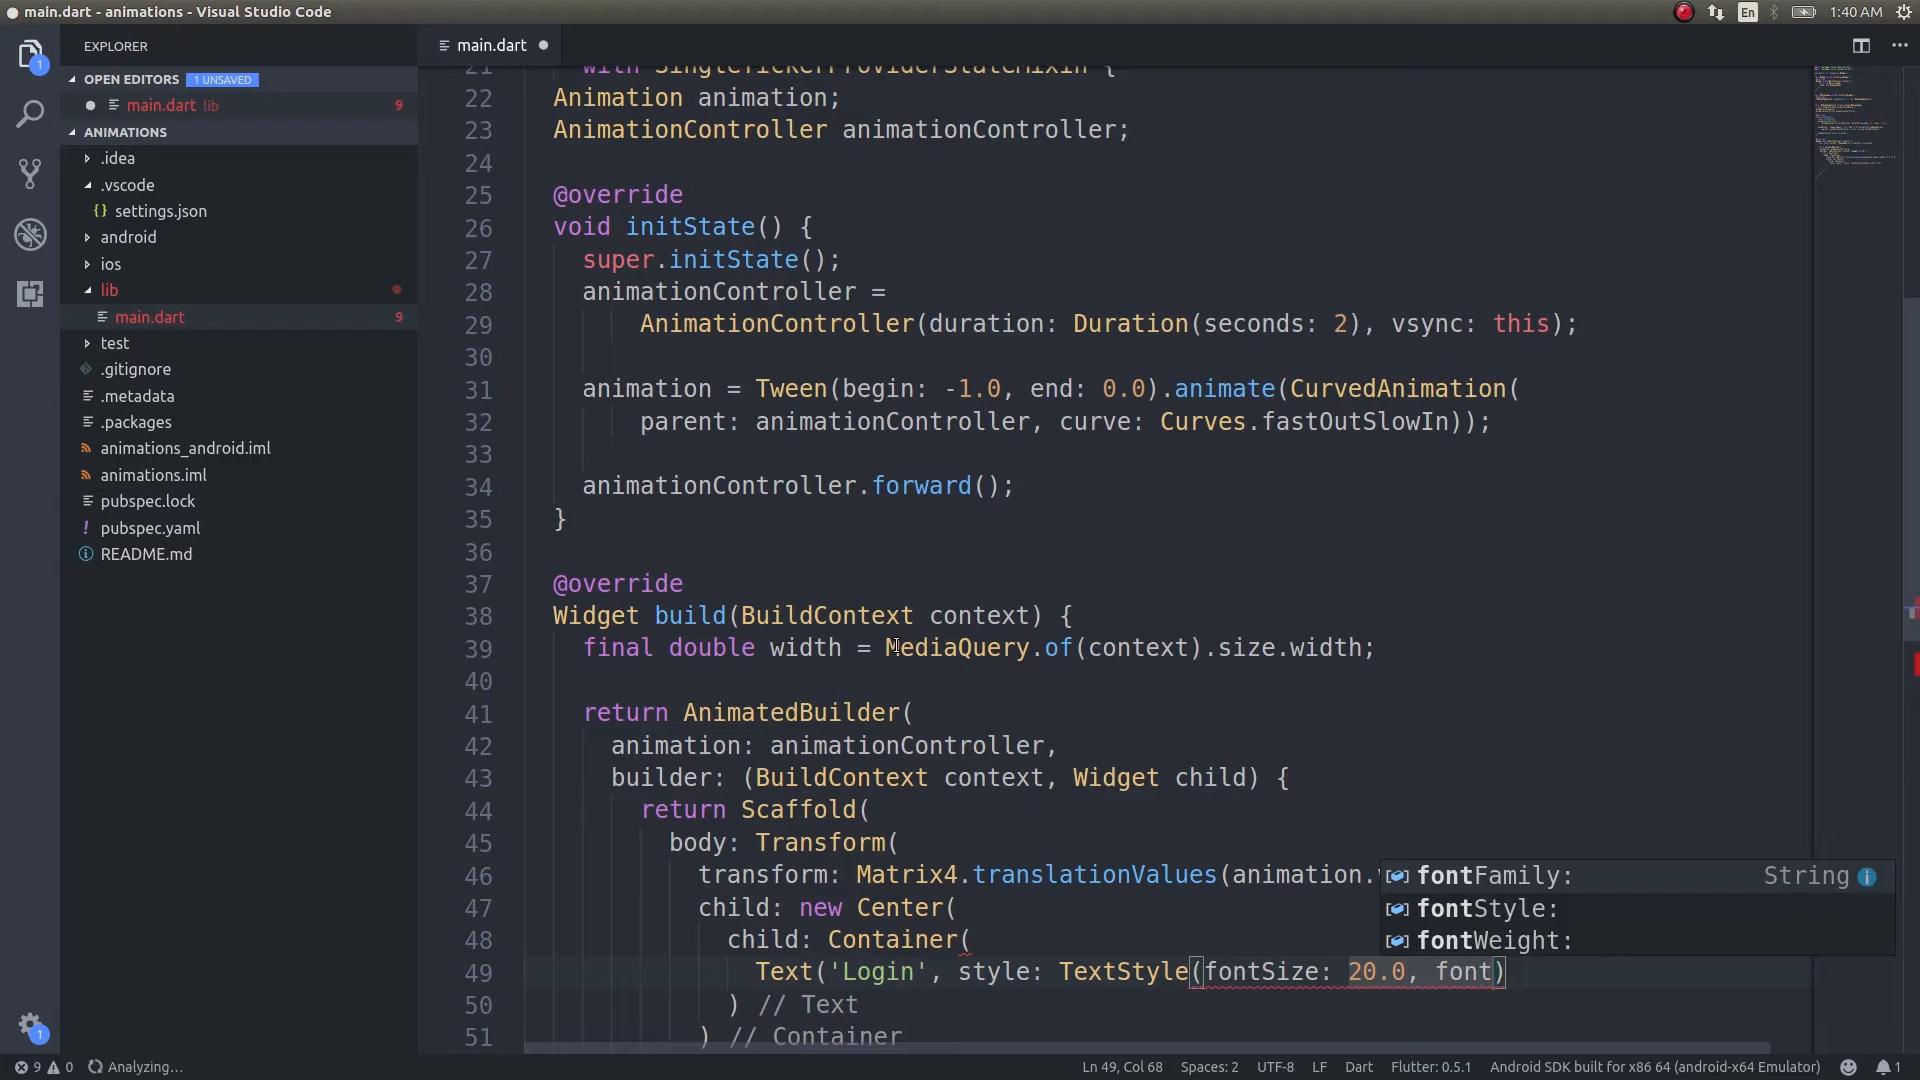 main.dart - animations - Visual Studio Code
En
1:40 AM
EXPLORER
OPEN EDITORS 1 UNSAVED
main.dart lib 9
ANIMATIONS
.idea
.vscode
{} settings.json
android
ios
lib
main.dart 9
test
.gitignore
.metadata
.packages
animations_android.iml
animations.iml
pubspec.lock
! pubspec.yaml
README.md
1
1
main.dart
21 with SingleTickerProviderStateMixin {
22 Animation animation;
23 AnimationController animationController;
24
25 @override
26 void initState() {
27 super.initState();
28 animationController =
29 AnimationController(duration: Duration(seconds: 2), vsync: this);
30
31 animation = Tween(begin: -1.0, end: 0.0).animate(CurvedAnimation(
32 parent: animationController, curve: Curves.fastOutSlowIn));
33
34 animationController.forward();
35 }
36
37 @override
38 Widget build(BuildContext context) {
39 final double width = MediaQuery.of(context).size.width;
40
41 return AnimatedBuilder(
42 animation: animationController,
43 builder: (BuildContext context, Widget child) {
44 return Scaffold(
45 body: Transform(
46 transform: Matrix4.translationValues(animation.
47 child: new Center(
48 child: Container(
49 Text('Login', style: TextStyle(fontSize: 20.0, font)
50 ) // Text
51 ) // Container
fontFamily: String
fontStyle:
fontWeight:
9 0 Analyzing...
Ln 49, Col 68 Spaces: 2 UTF-8 LF Dart Flutter: 0.5.1 Android SDK built for x86 64 (android-x64 Emulator) 1